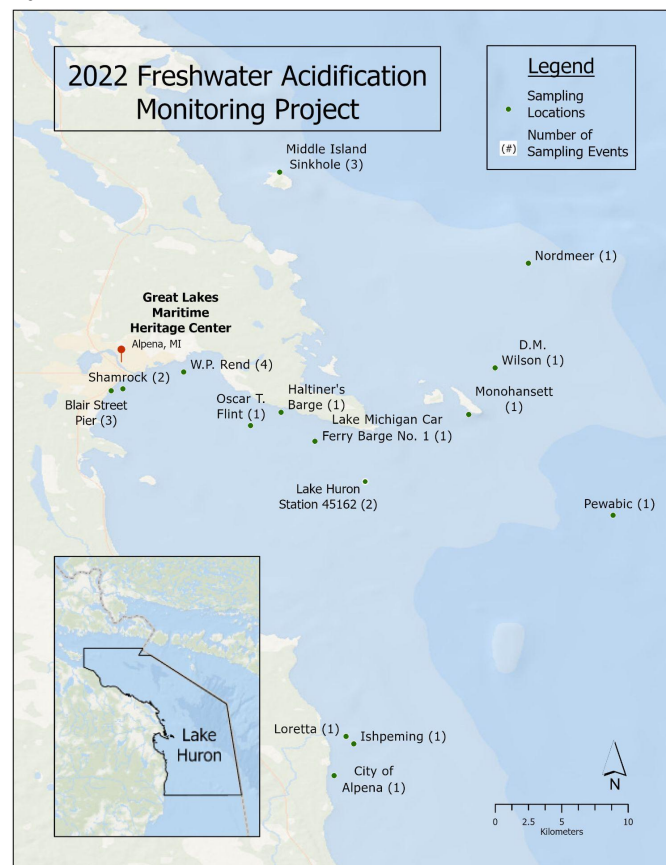 2022 Freshwater Acidification
Monitoring Project
Legend
Sampling
Locations
(#)
Number of
Sampling Events
Middle Island
Sinkhole (3)
Nordmeer (1)
Great Lakes
Maritime
Heritage Center
Alpena, MI
D.M.
Wilson (1)
W.P. Rend (4)
Shamrock (2)
Blair Street
Pier (3)
Oscar T.
Flint (1)
Haltiner's
Barge (1)
Monohansett
(1)
Lake Michigan Car
Ferry Barge No. 1 (1)
Lake Huron
Station 45162 (2)
Pewabic (1)
Lake
Huron
Loretta (1)
Ishpeming (1)
City of
Alpena (1)
N
0 2.5 5 10
Kilometers